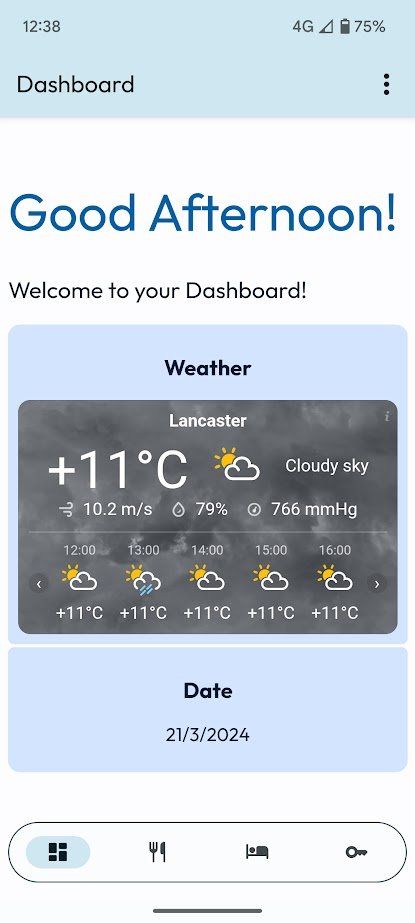 12:38 4G 75%
Dashboard
Good Afternoon!
Welcome to your Dashboard!
Weather
Lancaster i
+11°C Cloudy sky
10.2 m/s 79% 766 mmHg
12:00 13:00 14:00 15:00 16:00
+11°C +11°C +11°C +11°C +11°C
Date
21/3/2024